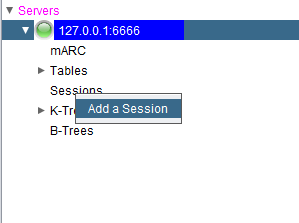 Servers
127.0.0.1:6666
mARC
Tables
Sessions
Add a Session
K-Tre
B-Trees